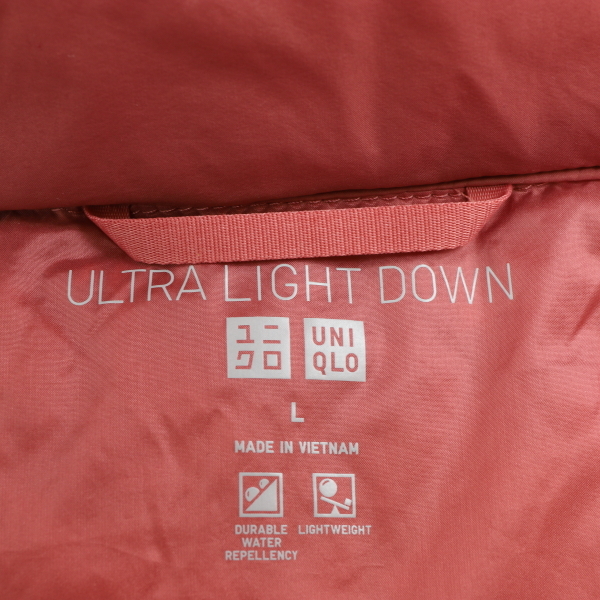 ULTRA LIGHT DOWN
ユニ UNI
クロ QLO
L
MADE IN VIETNAM
DURABLE LIGHTWEIGHT
WATER
REPELLENCY